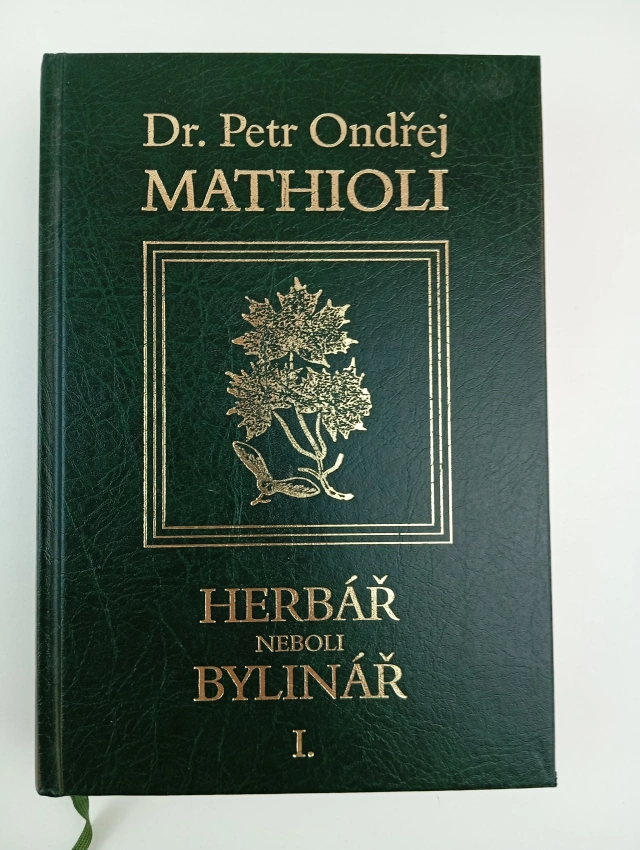 Dr. Petr Ondřej
MATHIOLI
HERBÁŘ
NEBOLI
BYLINÁŘ
I.